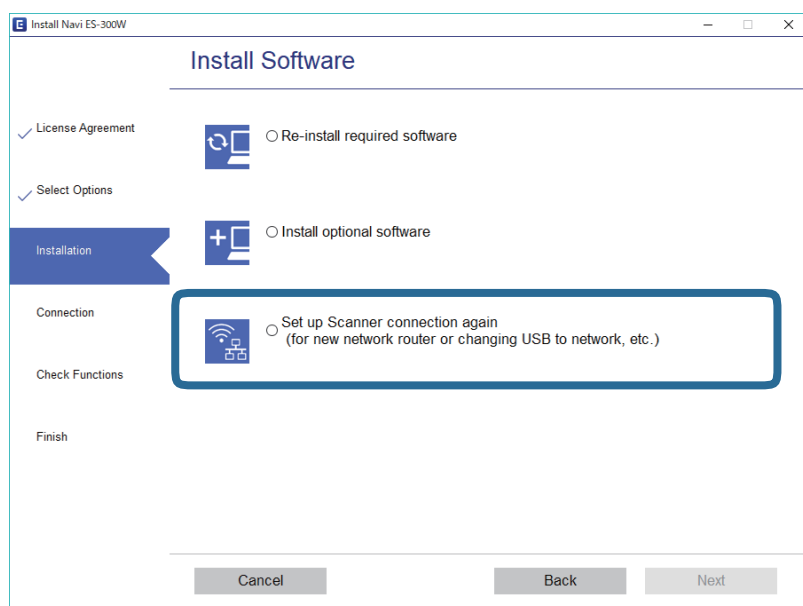 E Install Navi ES-300W
Install Software
License Agreement
Select Options
Installation
Connection
Check Functions
Finish
Re-install required software
Install optional software
Set up Scanner connection again
(for new network router or changing USB to network, etc.)
Cancel
Back
Next